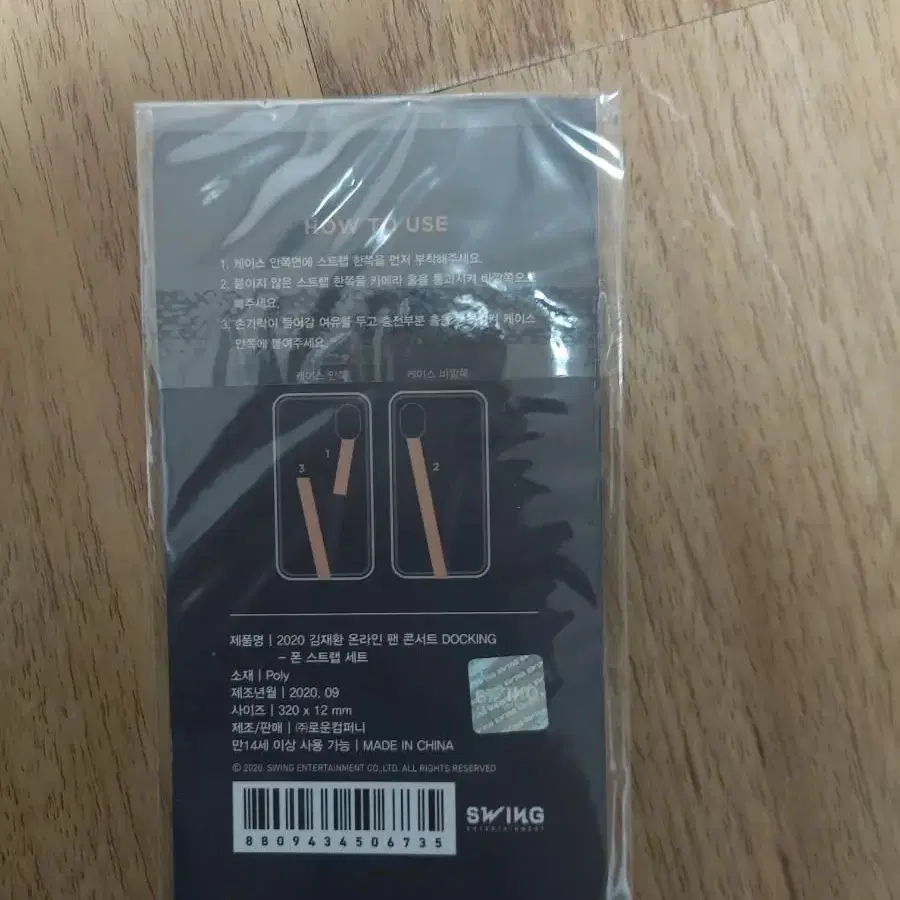 HOW TO USE
1. 케이스 안쪽면에 스트랩 한쪽을 먼저 부착해주세요.
2. 붙이지 않은 스트랩 한쪽을 카메라 홀을 통과시켜 바깥쪽으로
빼주세요.
3. 손가락이 들어갈 여유를 두고 충전부분 홀을 케이스
안쪽에 붙여주세요.
케이스 안쪽 케이스 바깥쪽
1
3
2
제품명 | 2020 김재환 온라인 팬 콘서트 DOCKING
- 폰 스트랩 세트
소재 | Poly
제조년월 | 2020. 09
사이즈 | 320 x 12 mm
제조/판매 | ㈜로운컴퍼니
만14세 이상 사용 가능 | MADE IN CHINA
© 2020. SWING ENTERTAINMENT CO.,LTD. ALL RIGHTS RESERVED
8809434506735
SWING
ENTERTAINMENT
SWING